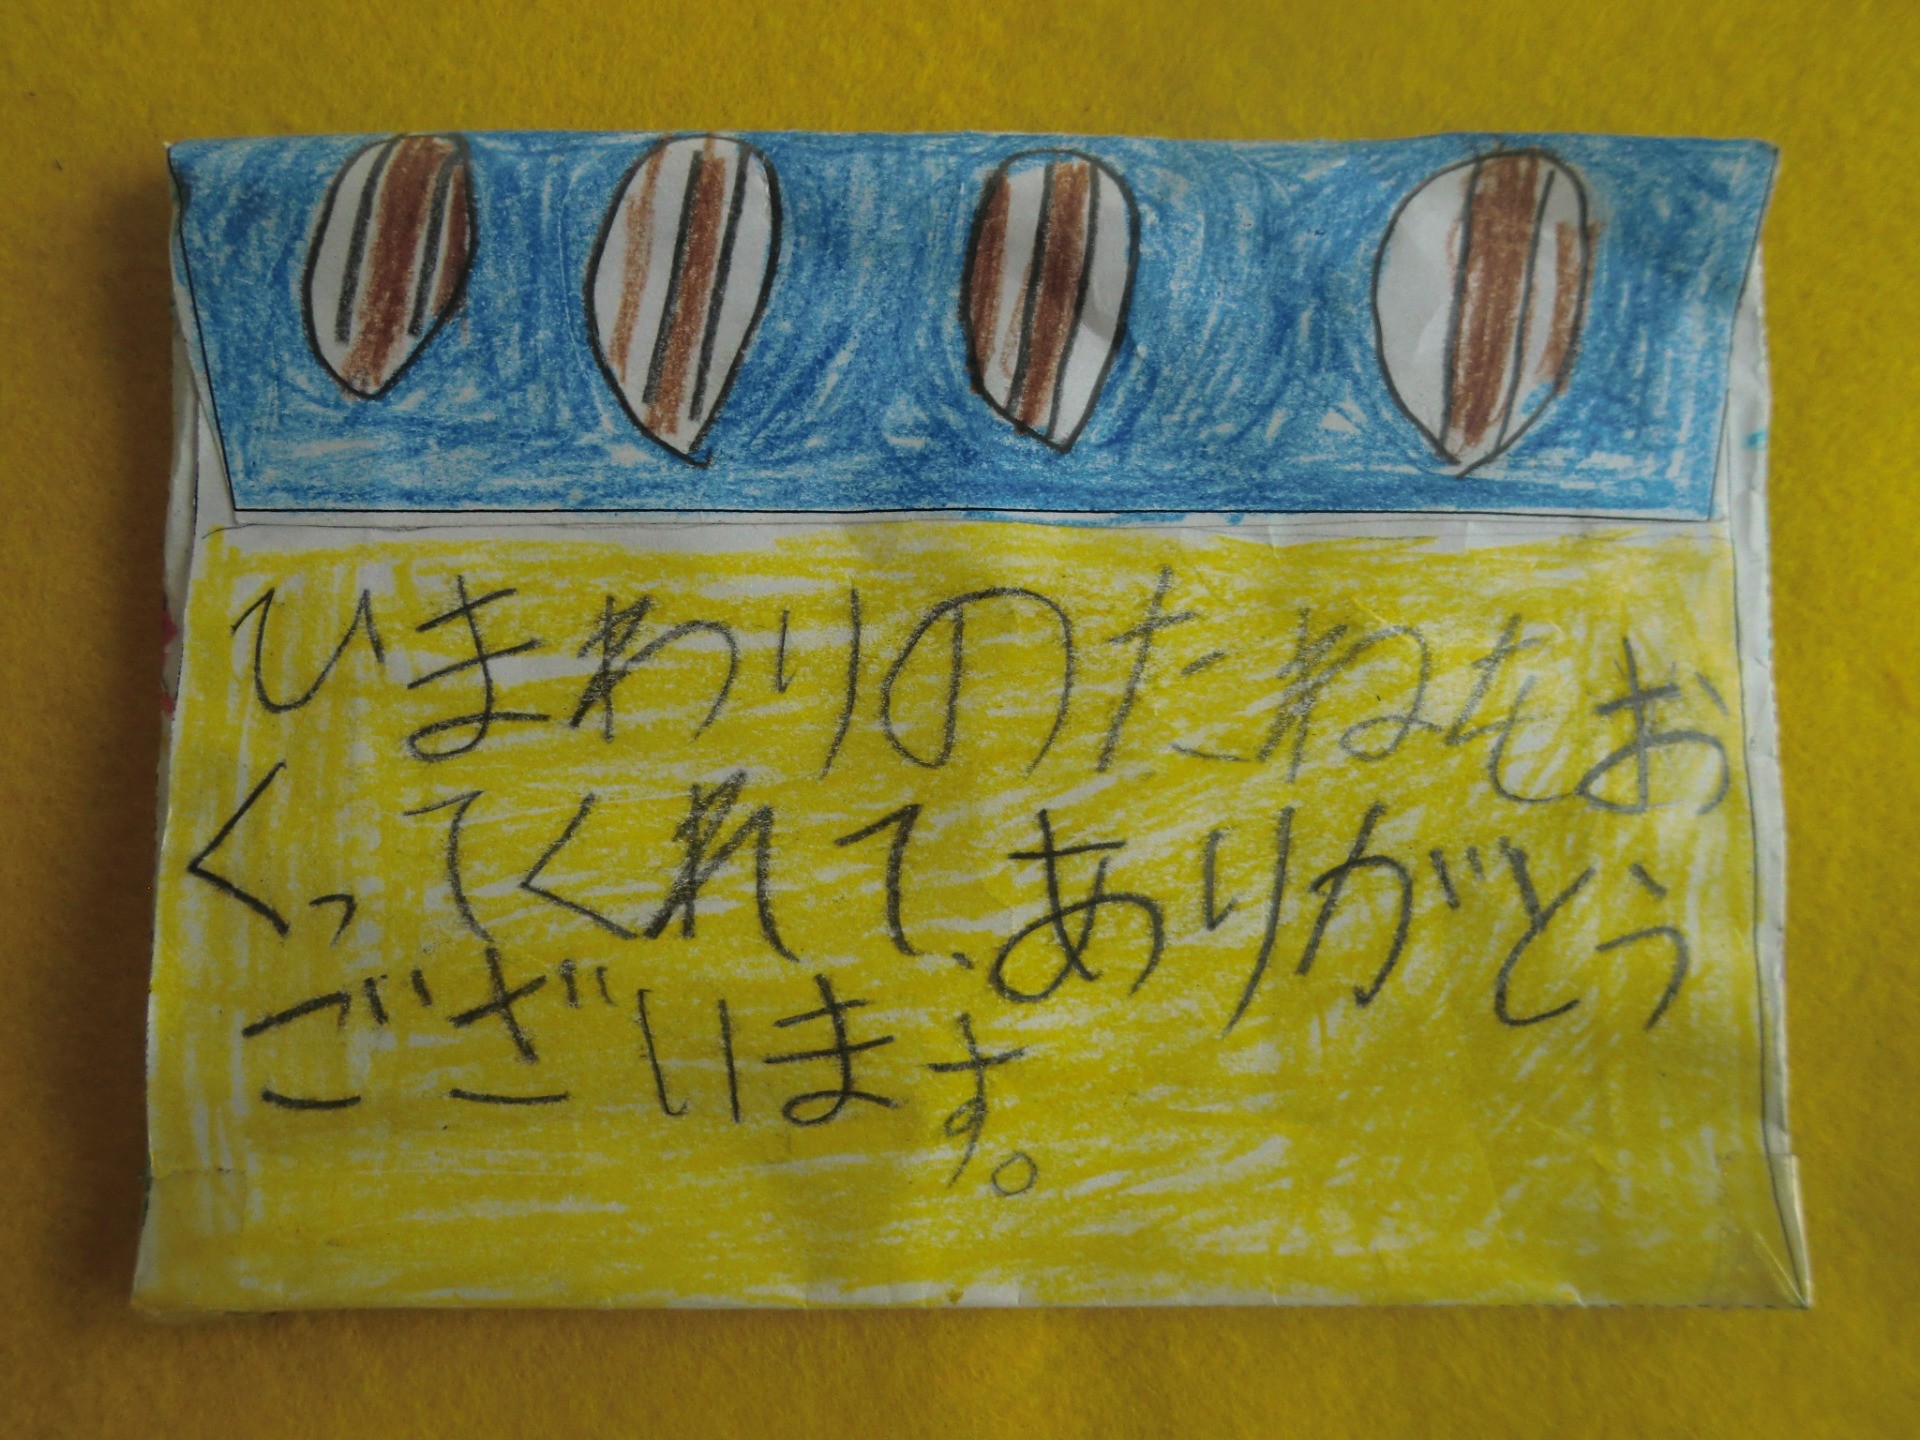 ひまわりのたねをお
くってくれて、ありがとう
ございます。